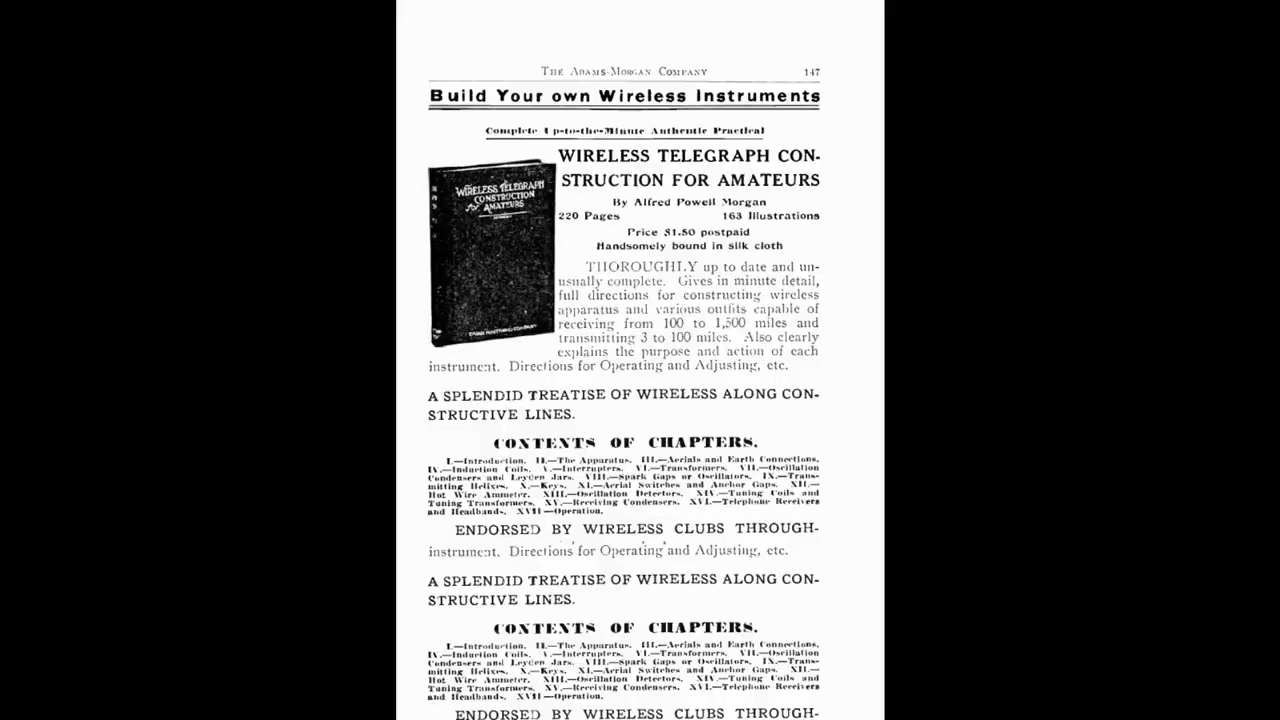 THE ADAMS-MORGAN COMPANY 147
Build Your own Wireless Instruments
Complete Up-to-the-Minute Authentic Practical
WIRELESS TELEGRAPH
CONSTRUCTION
For AMATEURS
WIRELESS TELEGRAPH CON-
STRUCTION FOR AMATEURS
By Alfred Powell Morgan
220 Pages 163 Illustrations
Price $1.50 postpaid
Handsomely bound in silk cloth
THOROUGHLY up to date and un-
usually complete. Gives in minute detail,
full directions for constructing wireless
apparatus and various outfits capable of
receiving from 100 to 1,500 miles and
transmitting 3 to 100 miles. Also clearly
explains the purpose and action of each
instrument. Directions for Operating and Adjusting, etc.
A SPLENDID TREATISE OF WIRELESS ALONG CON-
STRUCTIVE LINES.
CONTENTS OF CHAPTERS.
I.—Introduction. II.—The Apparatus. III.—Aerials and Earth Connections,
IV.—Induction Coils. V.—Interrupters. VI.—Transformers. VII.—Oscillation
Condensers and Leyden Jars. VIII.—Spark Gaps or Oscillators. IX.—Trans-
mitting Helixes. X.—Keys. XI.—Aerial Switches and Anchor Gaps. XII.—
Hot Wire Ammeter. XIII.—Oscillation Detectors. XIV.—Tuning Coils and
Tuning Transformers. XV.—Receiving Condensers. XVI.—Telephone Receivers
and Headbands. XVII—Operation.
ENDORSED BY WIRELESS CLUBS THROUGH-
instrument. Directions for Operating and Adjusting, etc.
A SPLENDID TREATISE OF WIRELESS ALONG CON-
STRUCTIVE LINES.
CONTENTS OF CHAPTERS.
I.—Introduction. II.—The Apparatus. III.—Aerials and Earth Connections,
IV.—Induction Coils. V.—Interrupters. VI.—Transformers. VII.—Oscillation
Condensers and Leyden Jars. VIII.—Spark Gaps or Oscillators. IX.—Trans-
mitting Helixes. X.—Keys. XI.—Aerial Switches and Anchor Gaps. XII.—
Hot Wire Ammeter. XIII.—Oscillation Detectors. XIV.—Tuning Coils and
Tuning Transformers. XV.—Receiving Condensers. XVI.—Telephone Receivers
and Headbands. XVII—Operation.
ENDORSED BY WIRELESS CLUBS THROUGH-